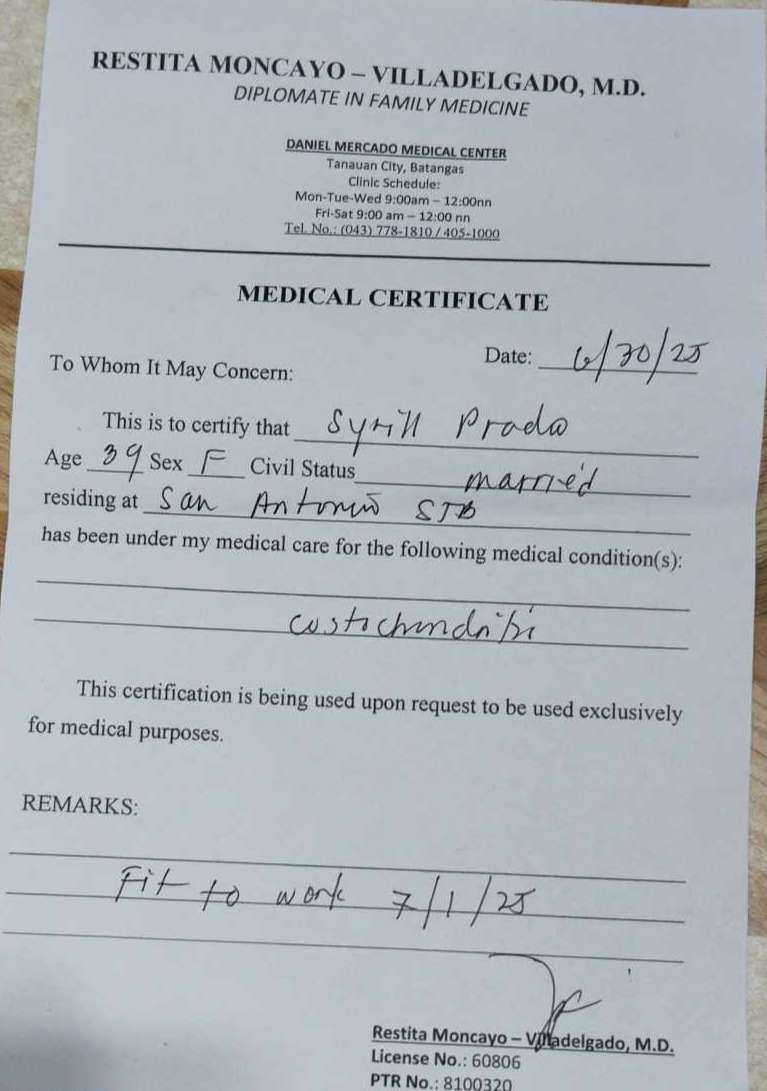 RESTITA MONCAYO – VILLADELGADO, M.D.
DIPLOMATE IN FAMILY MEDICINE
DANIEL MERCADO MEDICAL CENTER
Tanauan City, Batangas
Clinic Schedule:
Mon-Tue-Wed 9:00am – 12:00nn
Fri-Sat 9:00 am – 12:00 nn
Tel. No.: (043) 778-1810 / 405-1000
MEDICAL CERTIFICATE
Date: 6/30/25
To Whom It May Concern:
This is to certify that Syrill Prado
Age 39 Sex F Civil Status married
residing at San Antonio STB
has been under my medical care for the following medical condition(s):
costochondritis
This certification is being used upon request to be used exclusively
for medical purposes.
REMARKS:
Fit to work 7/1/25
Restita Moncayo – Villadelgado, M.D.
License No.: 60806
PTR No.: 8100320